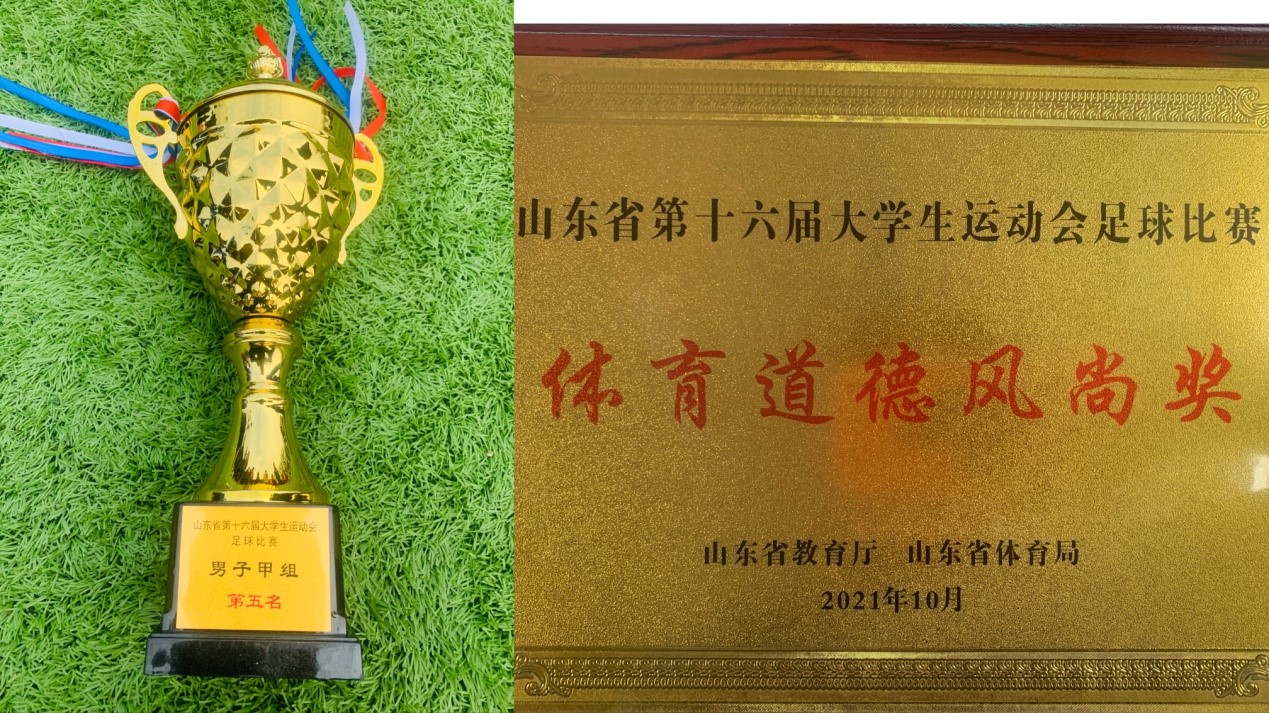 山东省第十六届大学生运动会
足球比赛
男子甲组
第五名
山东省第十六届大学生运动会足球比赛
体育道德风尚奖
山东省教育厅 山东省体育局
2021年10月